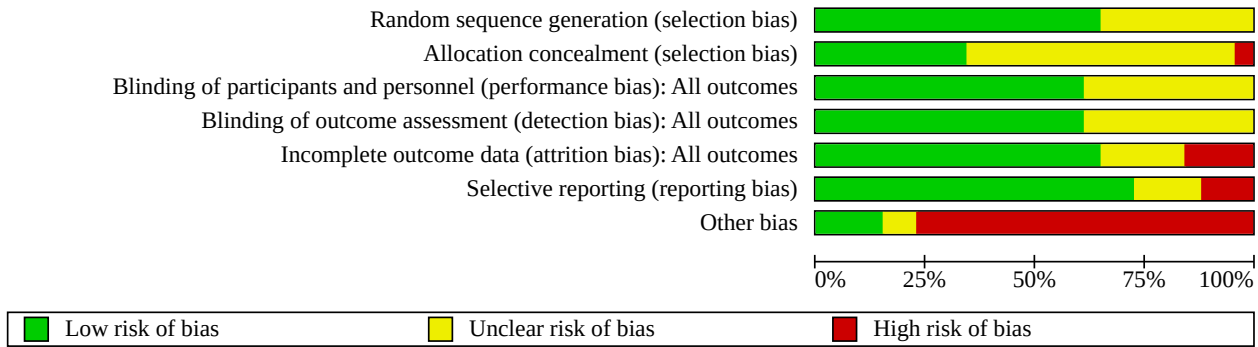 Random sequence generation (selection bias)
Allocation concealment (selection bias)
Blinding of participants and personnel (performance bias): All outcomes
Blinding of outcome assessment (detection bias): All outcomes
Incomplete outcome data (attrition bias): All outcomes
Selective reporting (reporting bias)
Other bias
0% 25% 50% 75% 100%
Low risk of bias Unclear risk of bias High risk of bias